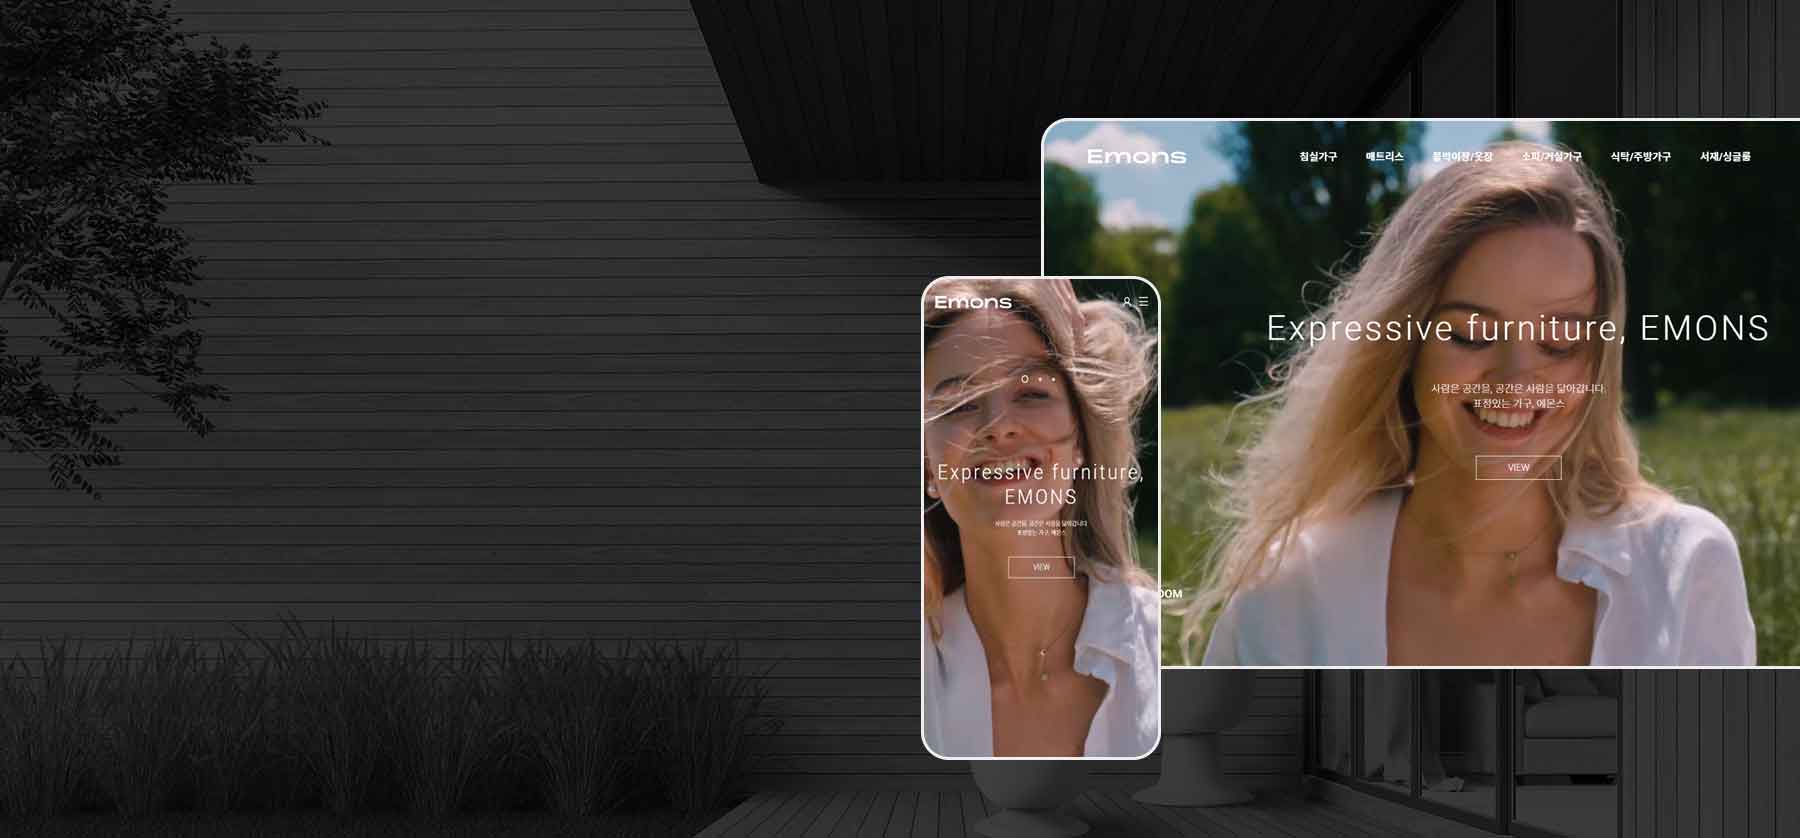 Emons
침실가구 매트리스 붙박이장/옷장 소파/거실가구 식탁/주방가구 서재/싱글룸
Expressive furniture, EMONS
사람은 공간을, 공간은 사람을 닮아갑니다.
표정있는 가구, 에몬스
VIEW
OOM
Emons
Expressive furniture,
EMONS
사람은 공간을, 공간은 사람을 닮아갑니다.
표정있는 가구, 에몬스
VIEW